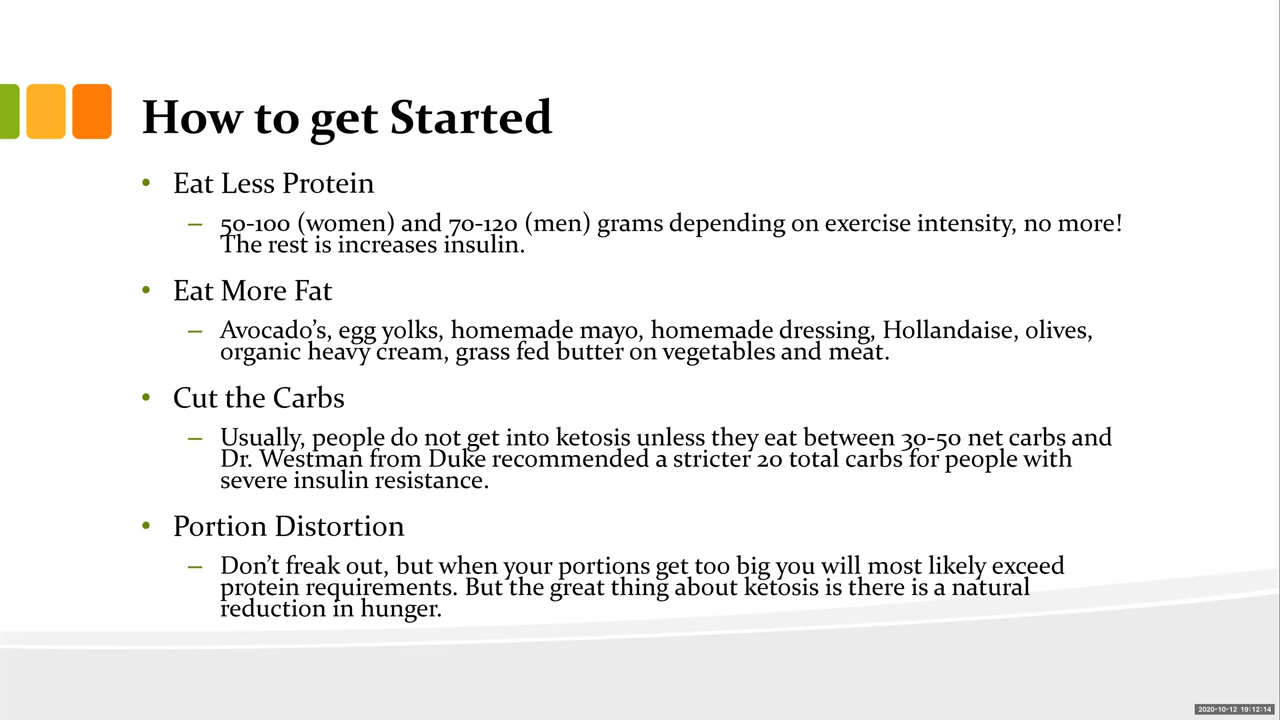 How to get Started
• Eat Less Protein
– 50-100 (women) and 70-120 (men) grams depending on exercise intensity, no more!
The rest is increases insulin.
• Eat More Fat
– Avocado’s, egg yolks, homemade mayo, homemade dressing, Hollandaise, olives,
organic heavy cream, grass fed butter on vegetables and meat.
• Cut the Carbs
– Usually, people do not get into ketosis unless they eat between 30-50 net carbs and
Dr. Westman from Duke recommended a stricter 20 total carbs for people with
severe insulin resistance.
• Portion Distortion
– Don’t freak out, but when your portions get too big you will most likely exceed
protein requirements. But the great thing about ketosis is there is a natural
reduction in hunger.
2020-10-12 19:12:14